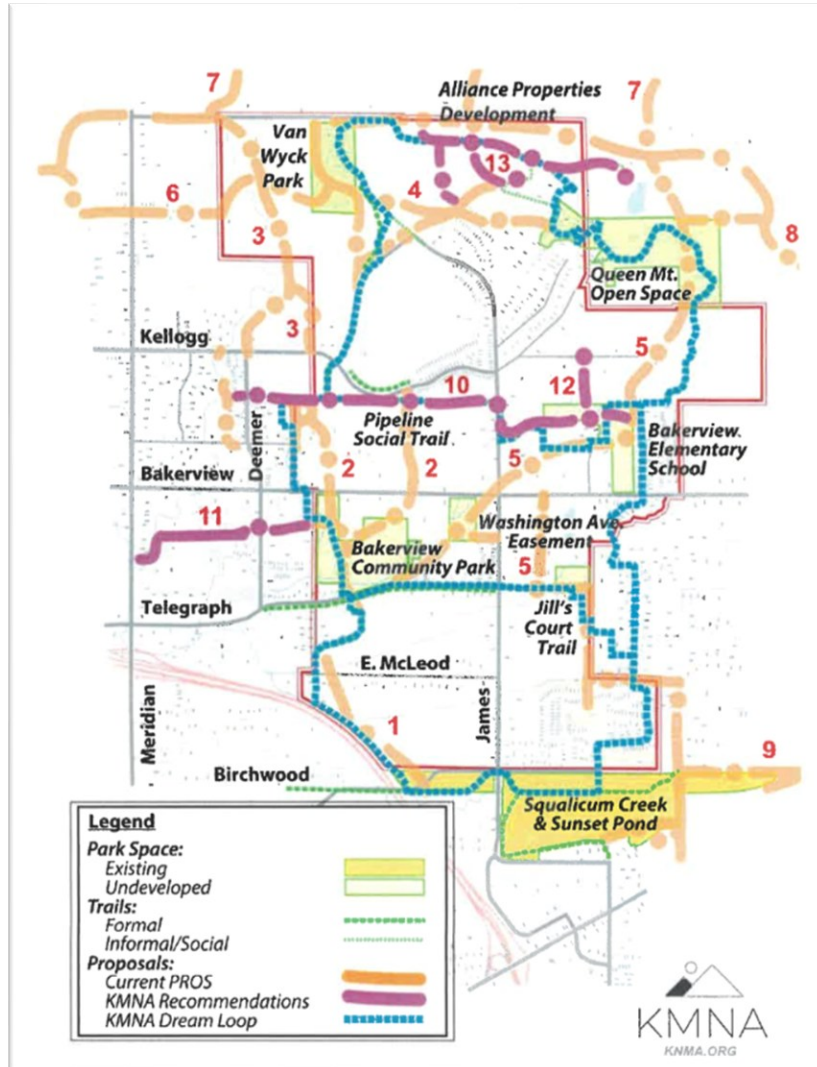 7
Alliance Properties
Development
7
Van
Wyck
Park
13
6
4
3
8
Queen Mt.
Open Space
Kellogg
3
5
10
12
Pipeline
Social Trail
Deemer
Bakerview
Elementary
School
Bakerview
2
2
5
11
Washington Ave.
Easement
Bakerview
Community Park
5
Telegraph
Jill's
Court
Trail
E. McLeod
Meridian
James
1
9
Birchwood
Squalicum Creek
& Sunset Pond
Legend
Park Space:
Existing
Undeveloped
Trails:
Formal
Informal/Social
Proposals:
Current PROS
KMNA Recommendations
KMNA Dream Loop
KMNA
KNMA.ORG